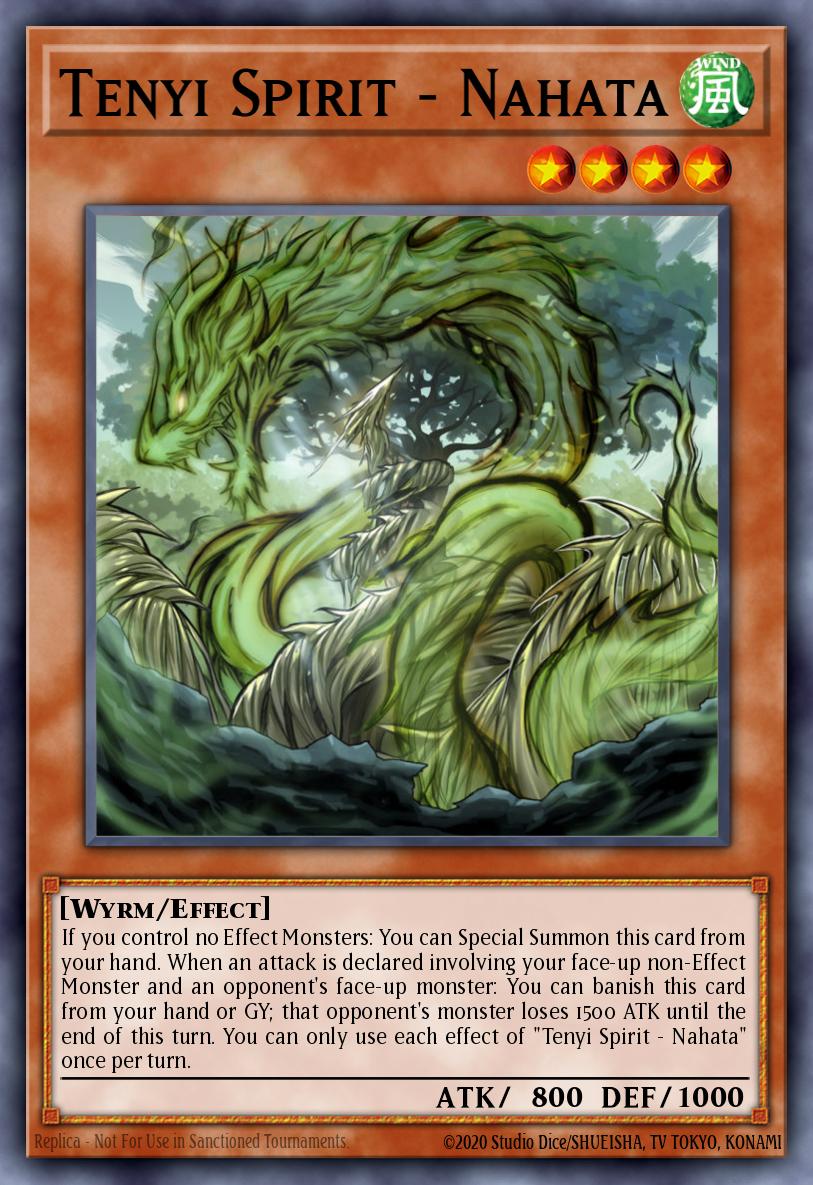 Tenyi Spirit - Nahata
WIND
風
[Wyrm/Effect]
If you control no Effect Monsters: You can Special Summon this card from
your hand. When an attack is declared involving your face-up non-Effect
Monster and an opponent's face-up monster: You can banish this card
from your hand or GY; that opponent's monster loses 1500 ATK until the
end of this turn. You can only use each effect of "Tenyi Spirit - Nahata"
once per turn.
ATK/ 800 DEF/1000
Replica - Not For Use in Sanctioned Tournaments.
©2020 Studio Dice/SHUEISHA, TV TOKYO, KONAMI